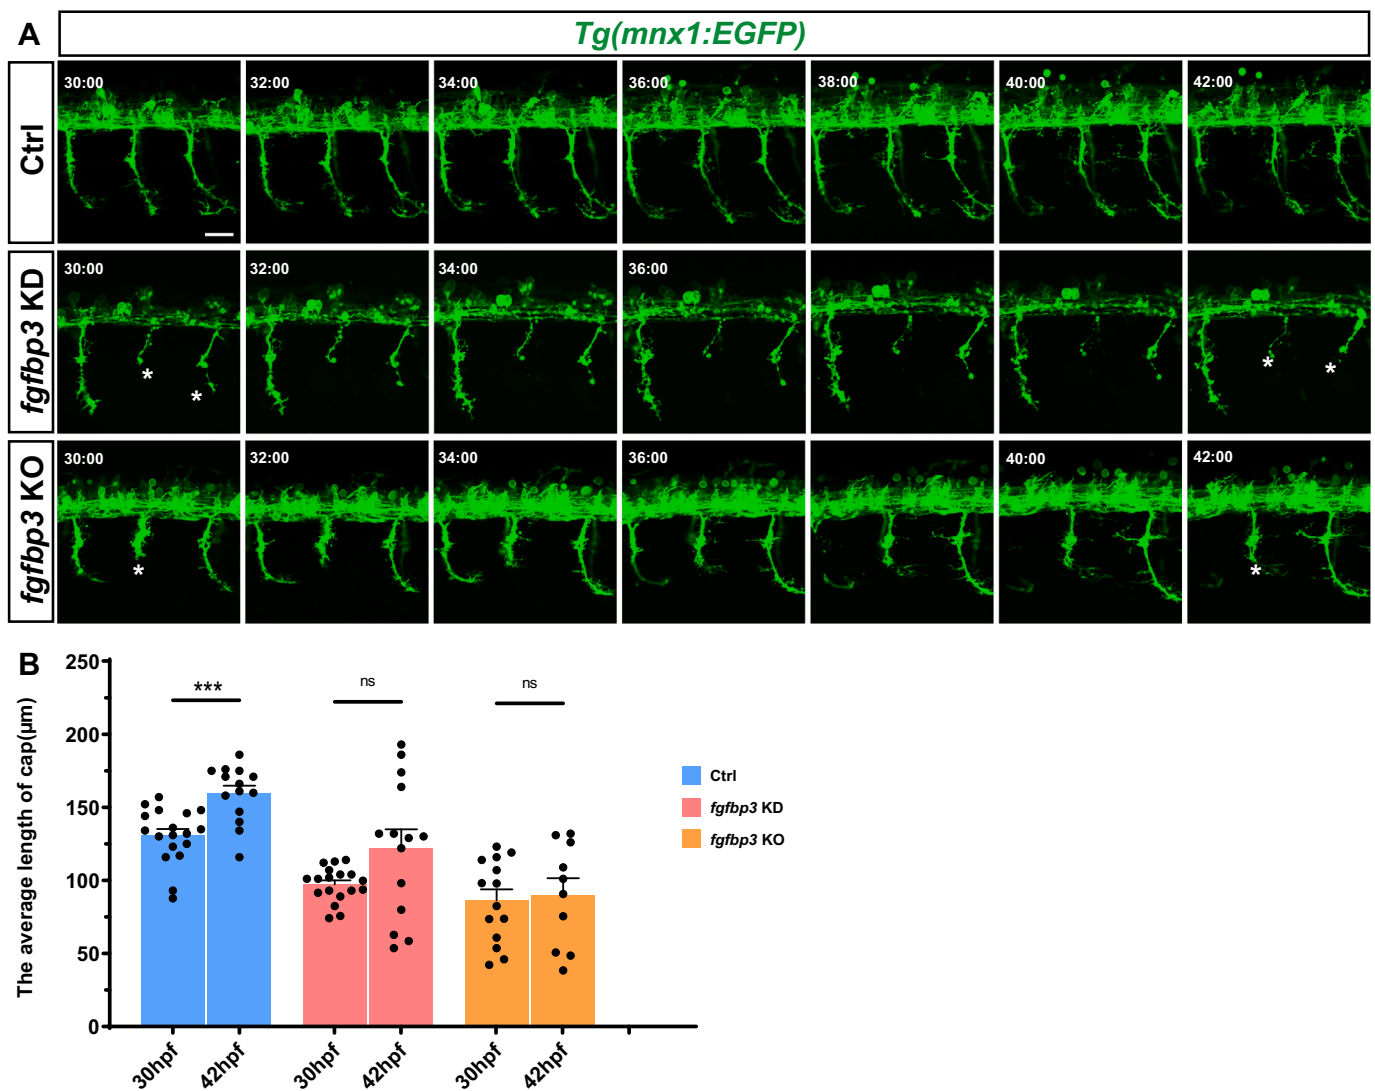 A
Tg(mnx1:EGFP)
Ctrl
30:00 32:00 34:00 36:00 38:00 40:00 42:00
fgfbp3 KD
30:00 32:00 34:00 36:00
* * * *
fgfbp3 KO
30:00 32:00 34:00 36:00 40:00 42:00
* *
B
The average length of cap(μm)
250
200
150
100
50
0
*** ns ns
30hpf 42hpf 30hpf 42hpf 30hpf 42hpf
Ctrl
fgfbp3 KD
fgfbp3 KO